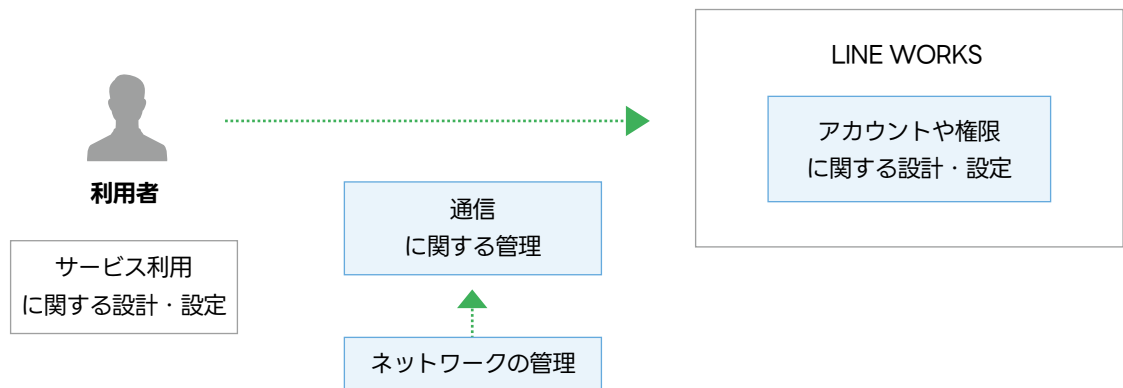 LINE WORKS
アカウントや権限
に関する設計・設定
利用者
通信
に関する管理
サービス利用
に関する設計・設定
ネットワークの管理